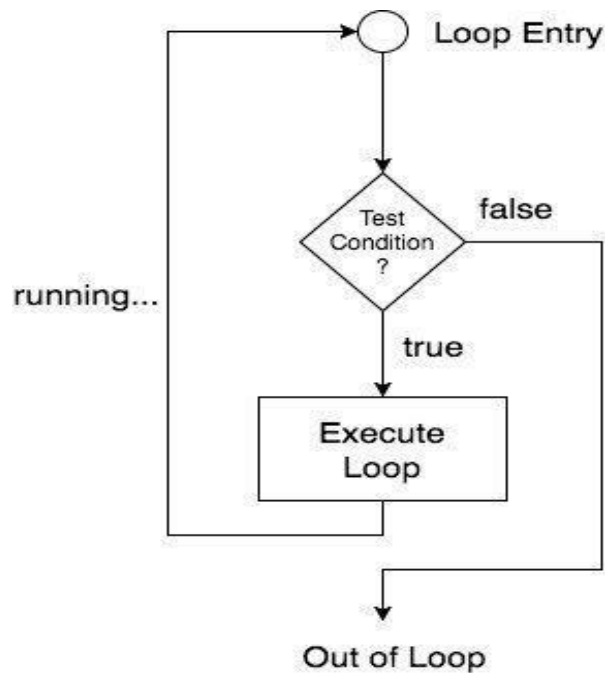 Loop Entry
Test
Condition
?
false
running...
true
Execute
Loop
Out of Loop